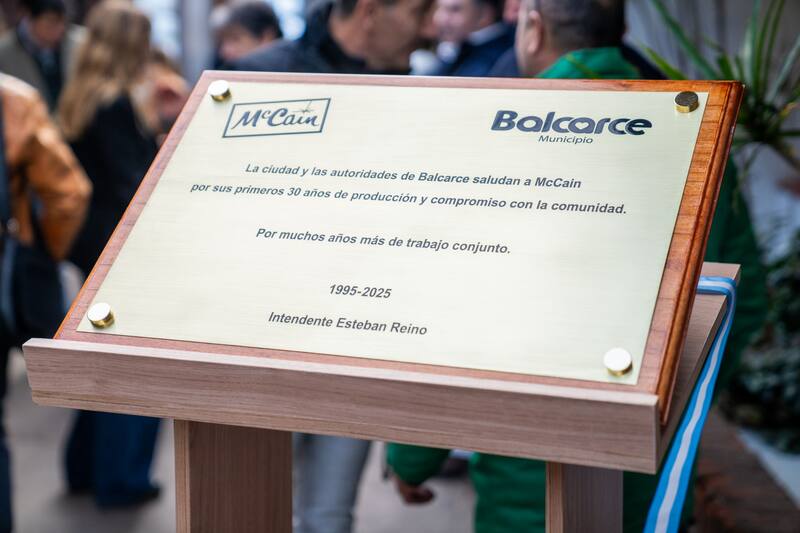 McCain
Balcarce
Municipio
La ciudad y las autoridades de Balcarce saludan a McCain
por sus primeros 30 años de producción y compromiso con la comunidad.
Por muchos años más de trabajo conjunto.
1995-2025
Intendente Esteban Reino